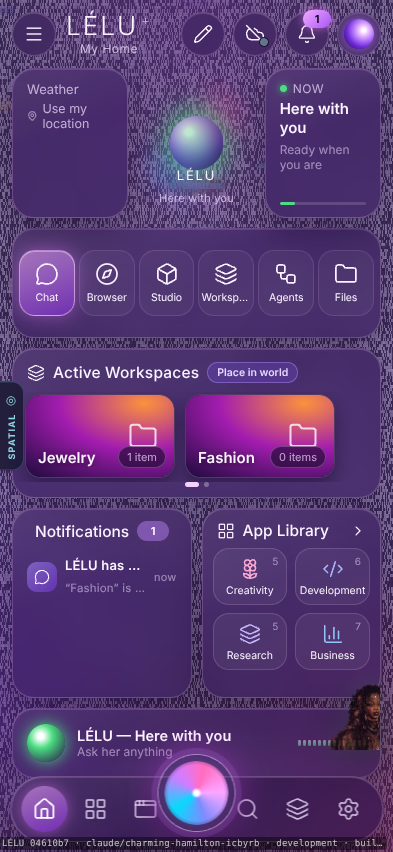 LÉLU
My Home
1
Weather
Use my
location
LÉLU
Here with you
NOW
Here with
you
Ready when
you are
Chat
Browser
Studio
Worksp...
Agents
Files
Active Workspaces
Place in world
SPATIAL
Jewelry
1 item
Fashion
0 items
Notifications
1
LÉLU has ...
now
“Fashion” is ...
App Library
5
Creativity
6
Development
5
Research
7
Business
LÉLU — Here with you
Ask her anything
LÉLU 04610b7 · claude/charming-hamilton-icbyrb · development · buil…